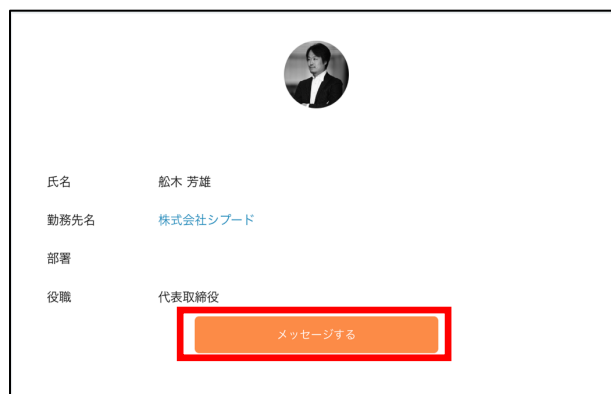 氏名 舩木 芳雄
勤務先名 株式会社シプード
部署
役職 代表取締役
メッセージする